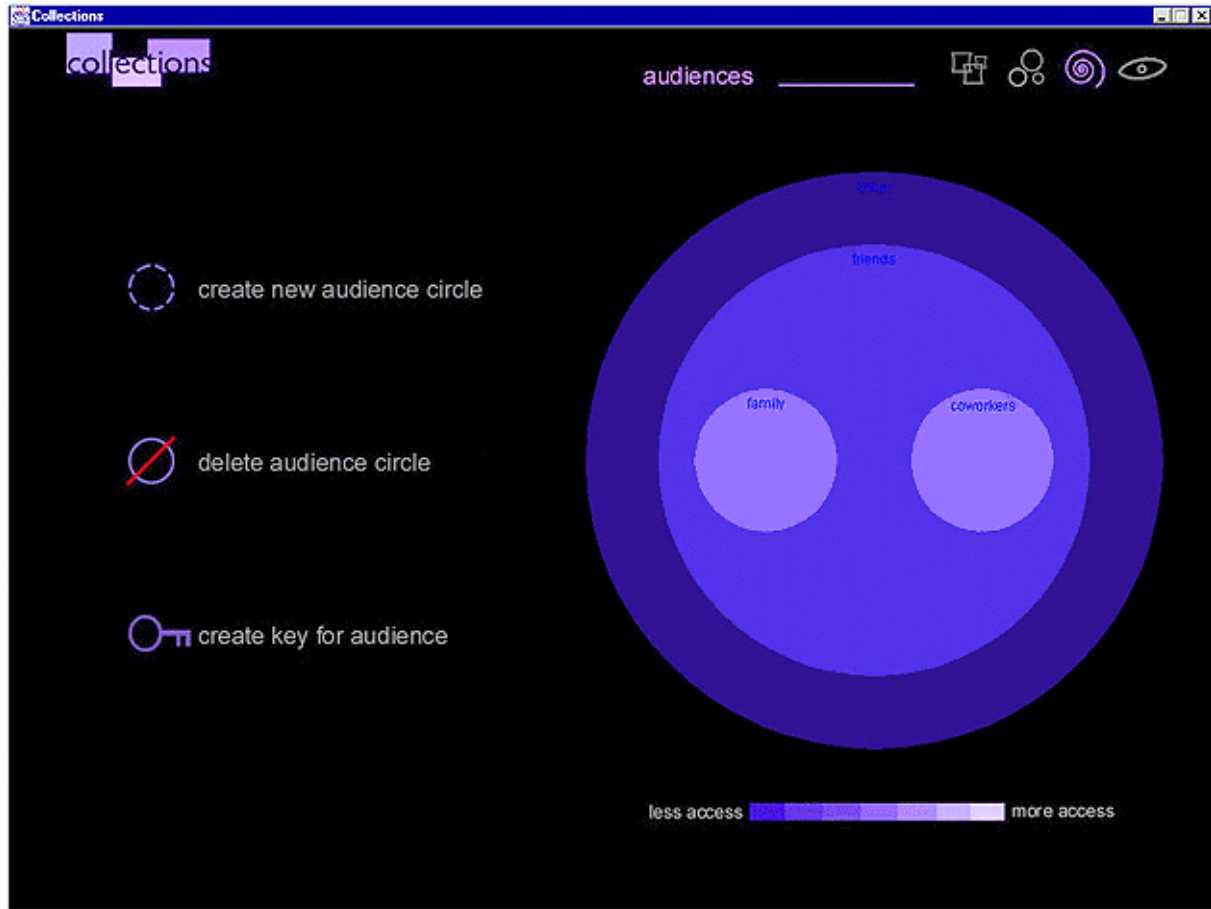 Collections
collections
audiences
friends
family
coworkers
create new audience circle
delete audience circle
create key for audience
less access
more access